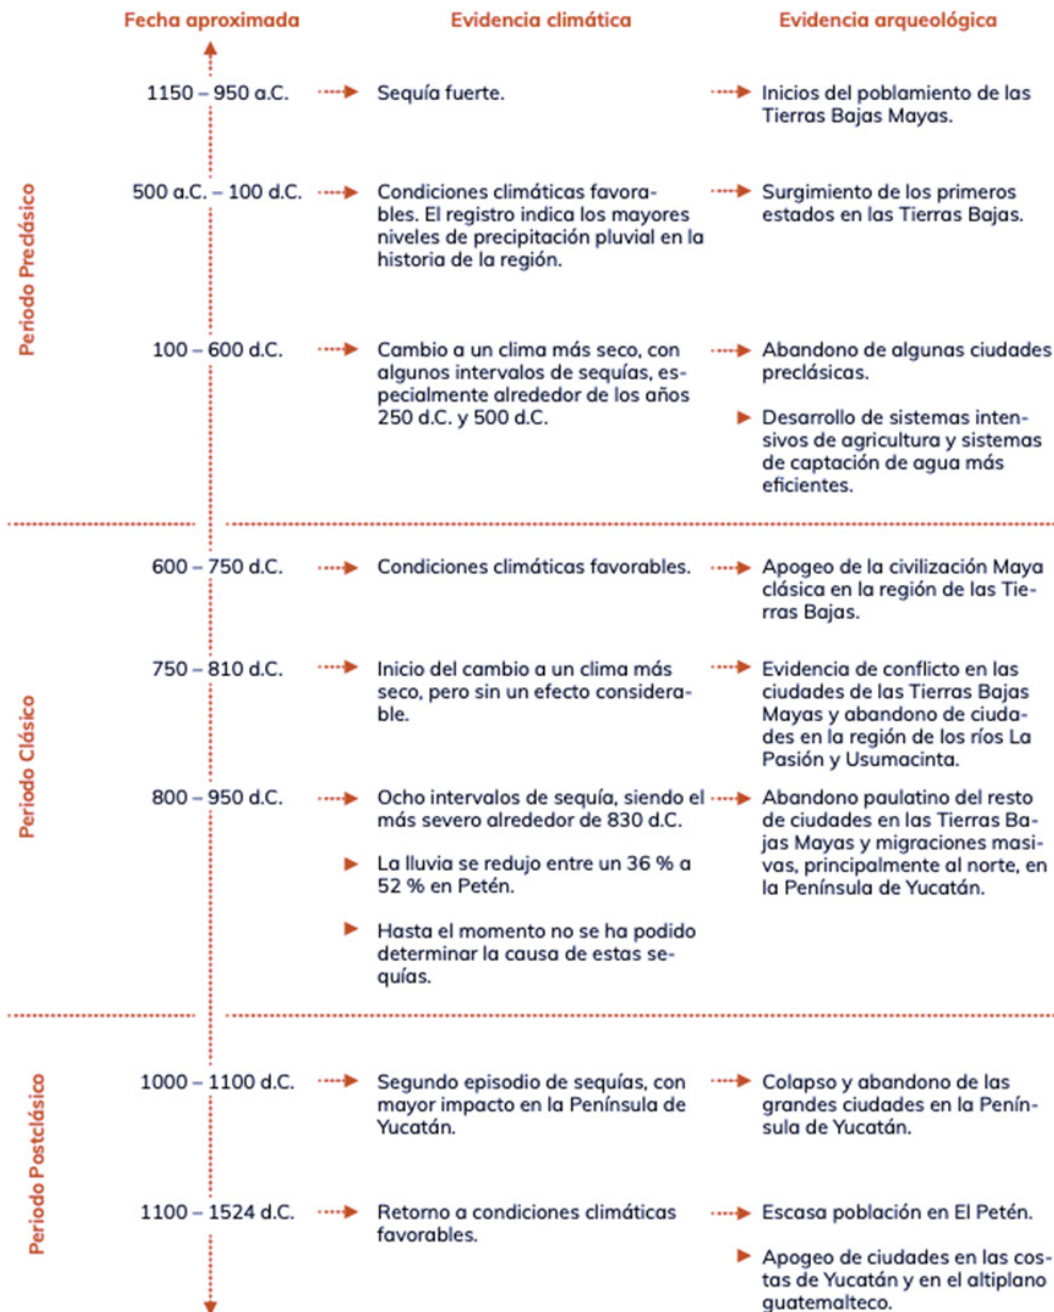 Fecha aproximada
Evidencia climática
Evidencia arqueológica
Periodo Predásico
1150 – 950 a.C.
Sequía fuerte.
Inicios del poblamiento de las
Tierras Bajas Mayas.
500 a.C. – 100 d.C.
Condiciones climáticas favora-
bles. El registro indica los mayores
niveles de precipitación pluvial en la
historia de la región.
Surgimiento de los primeros
estados en las Tierras Bajas.
100 – 600 d.C.
Cambio a un clima más seco, con
algunos intervalos de sequías, es-
pecialmente alrededor de los años
250 d.C. y 500 d.C.
Abandono de algunas ciudades
preclásicas.
Desarrollo de sistemas inten-
sivos de agricultura y sistemas
de captación de agua más
eficientes.
Periodo Clásico
600 – 750 d.C.
Condiciones climáticas favorables.
Apogeo de la civilización Maya
clásica en la región de las Tie-
rras Bajas.
750 – 810 d.C.
Inicio del cambio a un clima más
seco, pero sin un efecto considera-
ble.
Evidencia de conflicto en las
ciudades de las Tierras Bajas
Mayas y abandono de ciuda-
des en la región de los ríos La
Pasión y Usumacinta.
800 – 950 d.C.
Ocho intervalos de sequía, siendo el
más severo alrededor de 830 d.C.
La lluvia se redujo entre un 36 % a
52 % en Petén.
Hasta el momento no se ha podido
determinar la causa de estas se-
quías.
Abandono paulatino del resto
de ciudades en las Tierras Ba-
jas Mayas y migraciones masi-
vas, principalmente al norte, en
la Península de Yucatán.
Periodo Postclásico
1000 – 1100 d.C.
Segundo episodio de sequías, con
mayor impacto en la Península de
Yucatán.
Colapso y abandono de las
grandes ciudades en la Penín-
sula de Yucatán.
1100 – 1524 d.C.
Retorno a condiciones climáticas
favorables.
Escasa población en El Petén.
Apogeo de ciudades en las cos-
tas de Yucatán y en el altiplano
guatemalteco.